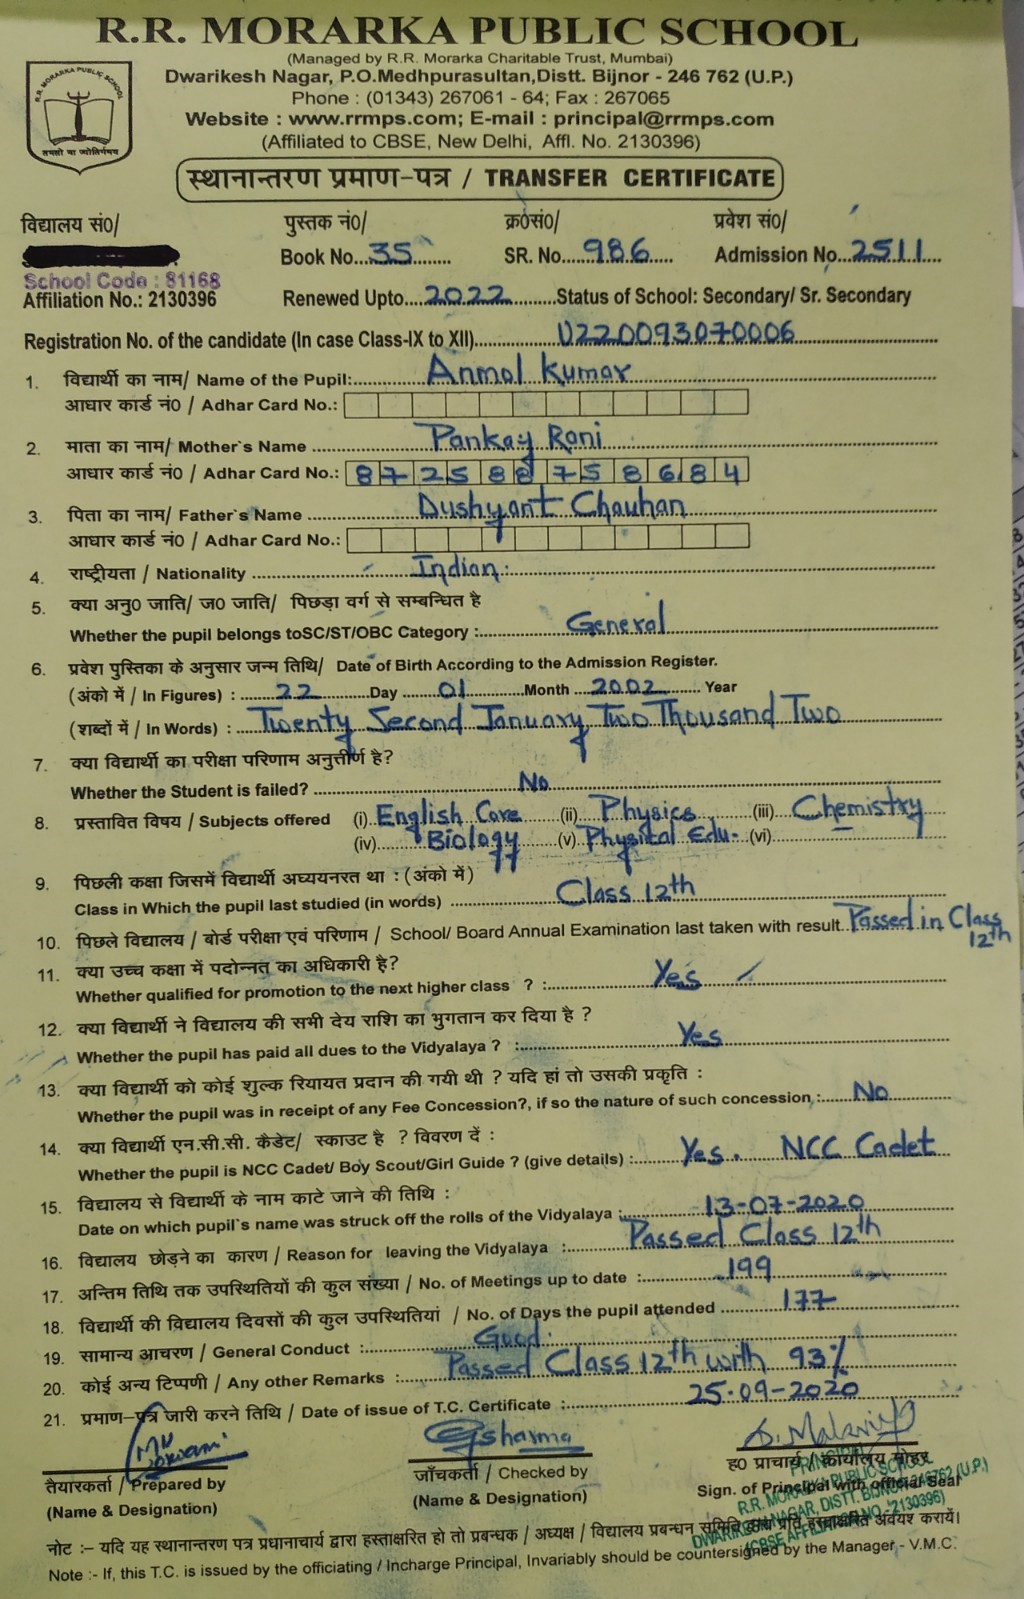 R.R. MORARKA PUBLIC SCHOOL
(Managed by R.R. Morarka Charitable Trust, Mumbai)
Dwarikesh Nagar, P.O.Medhpurasultan,Distt. Bijnor - 246 762 (U.P.)
Phone : (01343) 267061 - 64; Fax : 267065
Website : www.rrmps.com; E-mail : principal@rrmps.com
(Affiliated to CBSE, New Delhi, Affl. No. 2130396)
R.R. MORARKA PUBLIC SCHOOL
तमसो मा ज्योतिर्गमय
स्थानान्तरण प्रमाण-पत्र / TRANSFER CERTIFICATE
विद्यालय सं0/ पुस्तक नं0/ क्र0सं0/ प्रवेश सं0/
Book No...35........ SR. No...986.... Admission No...2511....
School Code : 81168
Affiliation No.: 2130396 Renewed Upto....2022........Status of School: Secondary/ Sr. Secondary
Registration No. of the candidate (In case Class-IX to XII)..............U220093070006
1. विद्यार्थी का नाम/ Name of the Pupil:.............Anmol Kumar
आधार कार्ड नं0 / Adhar Card No.:
2. माता का नाम/ Mother`s Name ....................Pankay Rani
आधार कार्ड नं0 / Adhar Card No.: 872588758684
3. पिता का नाम/ Father`s Name ....................Dushyant Chauhan
आधार कार्ड नं0 / Adhar Card No.:
4. राष्ट्रीयता / Nationality ..............................Indian.
5. क्या अनु0 जाति/ ज0 जाति/ पिछड़ा वर्ग से सम्बन्धित है
Whether the pupil belongs toSC/ST/OBC Category :................General
6. प्रवेश पुस्तिका के अनुसार जन्म तिथि/ Date of Birth According to the Admission Register.
(अंको में / In Figures) : .......22..........Day .....01..........Month ...2002........ Year
(शब्दों में / In Words) : ..Twenty Second January Two Thousand Two
7. क्या विद्यार्थी का परीक्षा परिणाम अनुत्तीर्ण है?
Whether the Student is failed? ................................No
8. प्रस्तावित विषय / Subjects offered (i)..English Core (ii) Physics (iii) Chemistry
(iv).......Biology (v) Physical Edu- (vi)
9. पिछली कक्षा जिसमें विद्यार्थी अध्ययनरत था : (अंको में)
Class in Which the pupil last studied (in words) ....................Class 12th
10. पिछले विद्यालय / बोर्ड परीक्षा एवं परिणाम / School/ Board Annual Examination last taken with result..Passed in Class
12th
11. क्या उच्च कक्षा में पदोन्नत का अधिकारी है?
Whether qualified for promotion to the next higher class ? :....................Yes
12. क्या विद्यार्थी ने विद्यालय की सभी देय राशि का भुगतान कर दिया है ?
Whether the pupil has paid all dues to the Vidyalaya ? :..........................Yes
13. क्या विद्यार्थी को कोई शुल्क रियायत प्रदान की गयी थी ? यदि हां तो उसकी प्रकृति :
Whether the pupil was in receipt of any Fee Concession?, if so the nature of such concession,:......No
14. क्या विद्यार्थी एन.सी.सी. कैडेट/ स्काउट है ? विवरण दें :
Whether the pupil is NCC Cadet/ Boy Scout/Girl Guide ? (give details) :.........Yes. NCC Cadet
15. विद्यालय से विद्यार्थी के नाम काटे जाने की तिथि :
Date on which pupil`s name was struck off the rolls of the Vidyalaya :...............13-07-2020
16. विद्यालय छोड़ने का कारण / Reason for leaving the Vidyalaya :.........Passed Class 12th
17. अन्तिम तिथि तक उपस्थितियों की कुल संख्या / No. of Meetings up to date :...............199
18. विद्यार्थी की विद्यालय दिवसों की कुल उपस्थितियां / No. of Days the pupil attended ...........177
19. सामान्य आचरण / General Conduct :....................Good.
20. कोई अन्य टिप्पणी / Any other Remarks :..........Passed Class 12th with 93%
21. प्रमाण-पत्र जारी करने तिथि / Date of issue of T.C. Certificate :....................25-09-2020
Gsharma
तैयारकर्ता / Prepared by जाँचकर्ता / Checked by ह0 प्राचार्य / कार्यालय मोहर
(Name & Designation) (Name & Designation) Sign. of Principal with official Seal
PRINCIPAL
R.R. MORARKA PUBLIC SCHOOL
DWARIKESH NAGAR, DISTT. BIJNOR-246762 (U.P.)
(CBSE AFFILIATION NO.-2130396)
नोट :– यदि यह स्थानान्तरण पत्र प्रधानाचार्य द्वारा हस्ताक्षरित हो तो प्रबन्धक / अध्यक्ष / विद्यालय प्रबन्धन समिति द्वारा प्रति हस्ताक्षरित अवश्य करायें।
Note :- If, this T.C. is issued by the officiating / Incharge Principal, Invariably should be countersigned by the Manager - V.M.C.